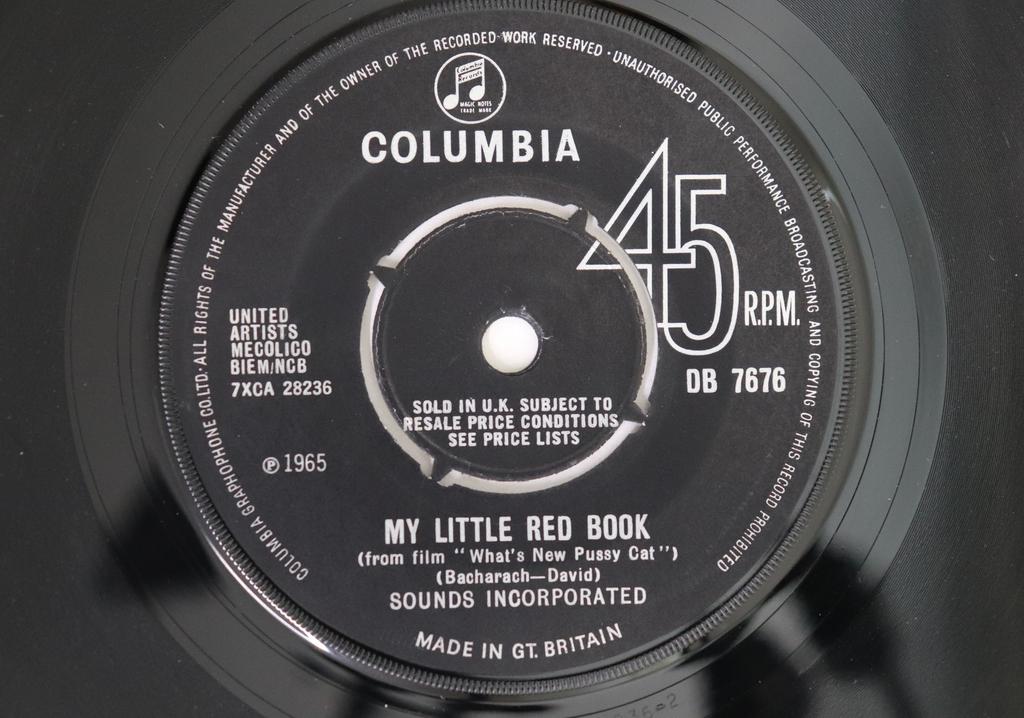 COLUMBIA GRAPHOPHONE CO. LTD. · ALL RIGHTS OF THE MANUFACTURER AND OF THE OWNER OF THE RECORDED WORK RESERVED · UNAUTHORISED PUBLIC PERFORMANCE BROADCASTING AND COPYING OF THIS RECORD PROHIBITED
Columbia
Records
MAGIC NOTES
TRADE MARK
COLUMBIA
45 R.P.M.
UNITED
ARTISTS
MECOLICO
BIEM/NCB
7XCA 28236
DB 7676
SOLD IN U.K. SUBJECT TO
RESALE PRICE CONDITIONS
SEE PRICE LISTS
℗ 1965
MY LITTLE RED BOOK
(from film "What's New Pussy Cat")
(Bacharach—David)
SOUNDS INCORPORATED
MADE IN GT. BRITAIN